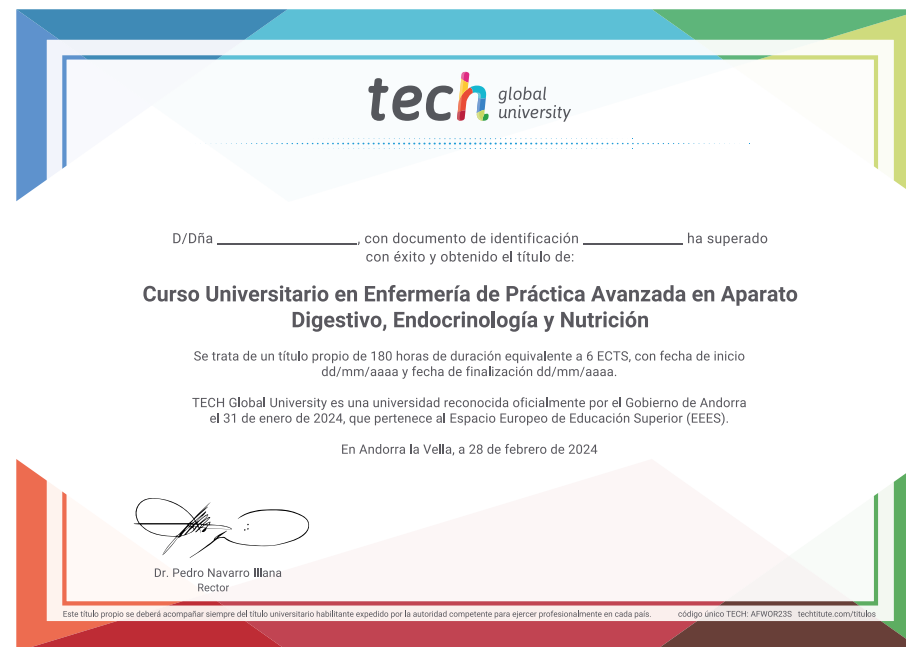 tech global university
D/Dña ____________________, con documento de identificación ______________ ha superado
con éxito y obtenido el título de:
Curso Universitario en Enfermería de Práctica Avanzada en Aparato
Digestivo, Endocrinología y Nutrición
Se trata de un título propio de 180 horas de duración equivalente a 6 ECTS, con fecha de inicio
dd/mm/aaaa y fecha de finalización dd/mm/aaaa.
TECH Global University es una universidad reconocida oficialmente por el Gobierno de Andorra
el 31 de enero de 2024, que pertenece al Espacio Europeo de Educación Superior (EEES).
En Andorra la Vella, a 28 de febrero de 2024
Dr. Pedro Navarro Illana
Rector
Este título propio se deberá acompañar siempre del título universitario habilitante expedido por la autoridad competente para ejercer profesionalmente en cada país. código único TECH: AFWOR23S techtitute.com/titulos